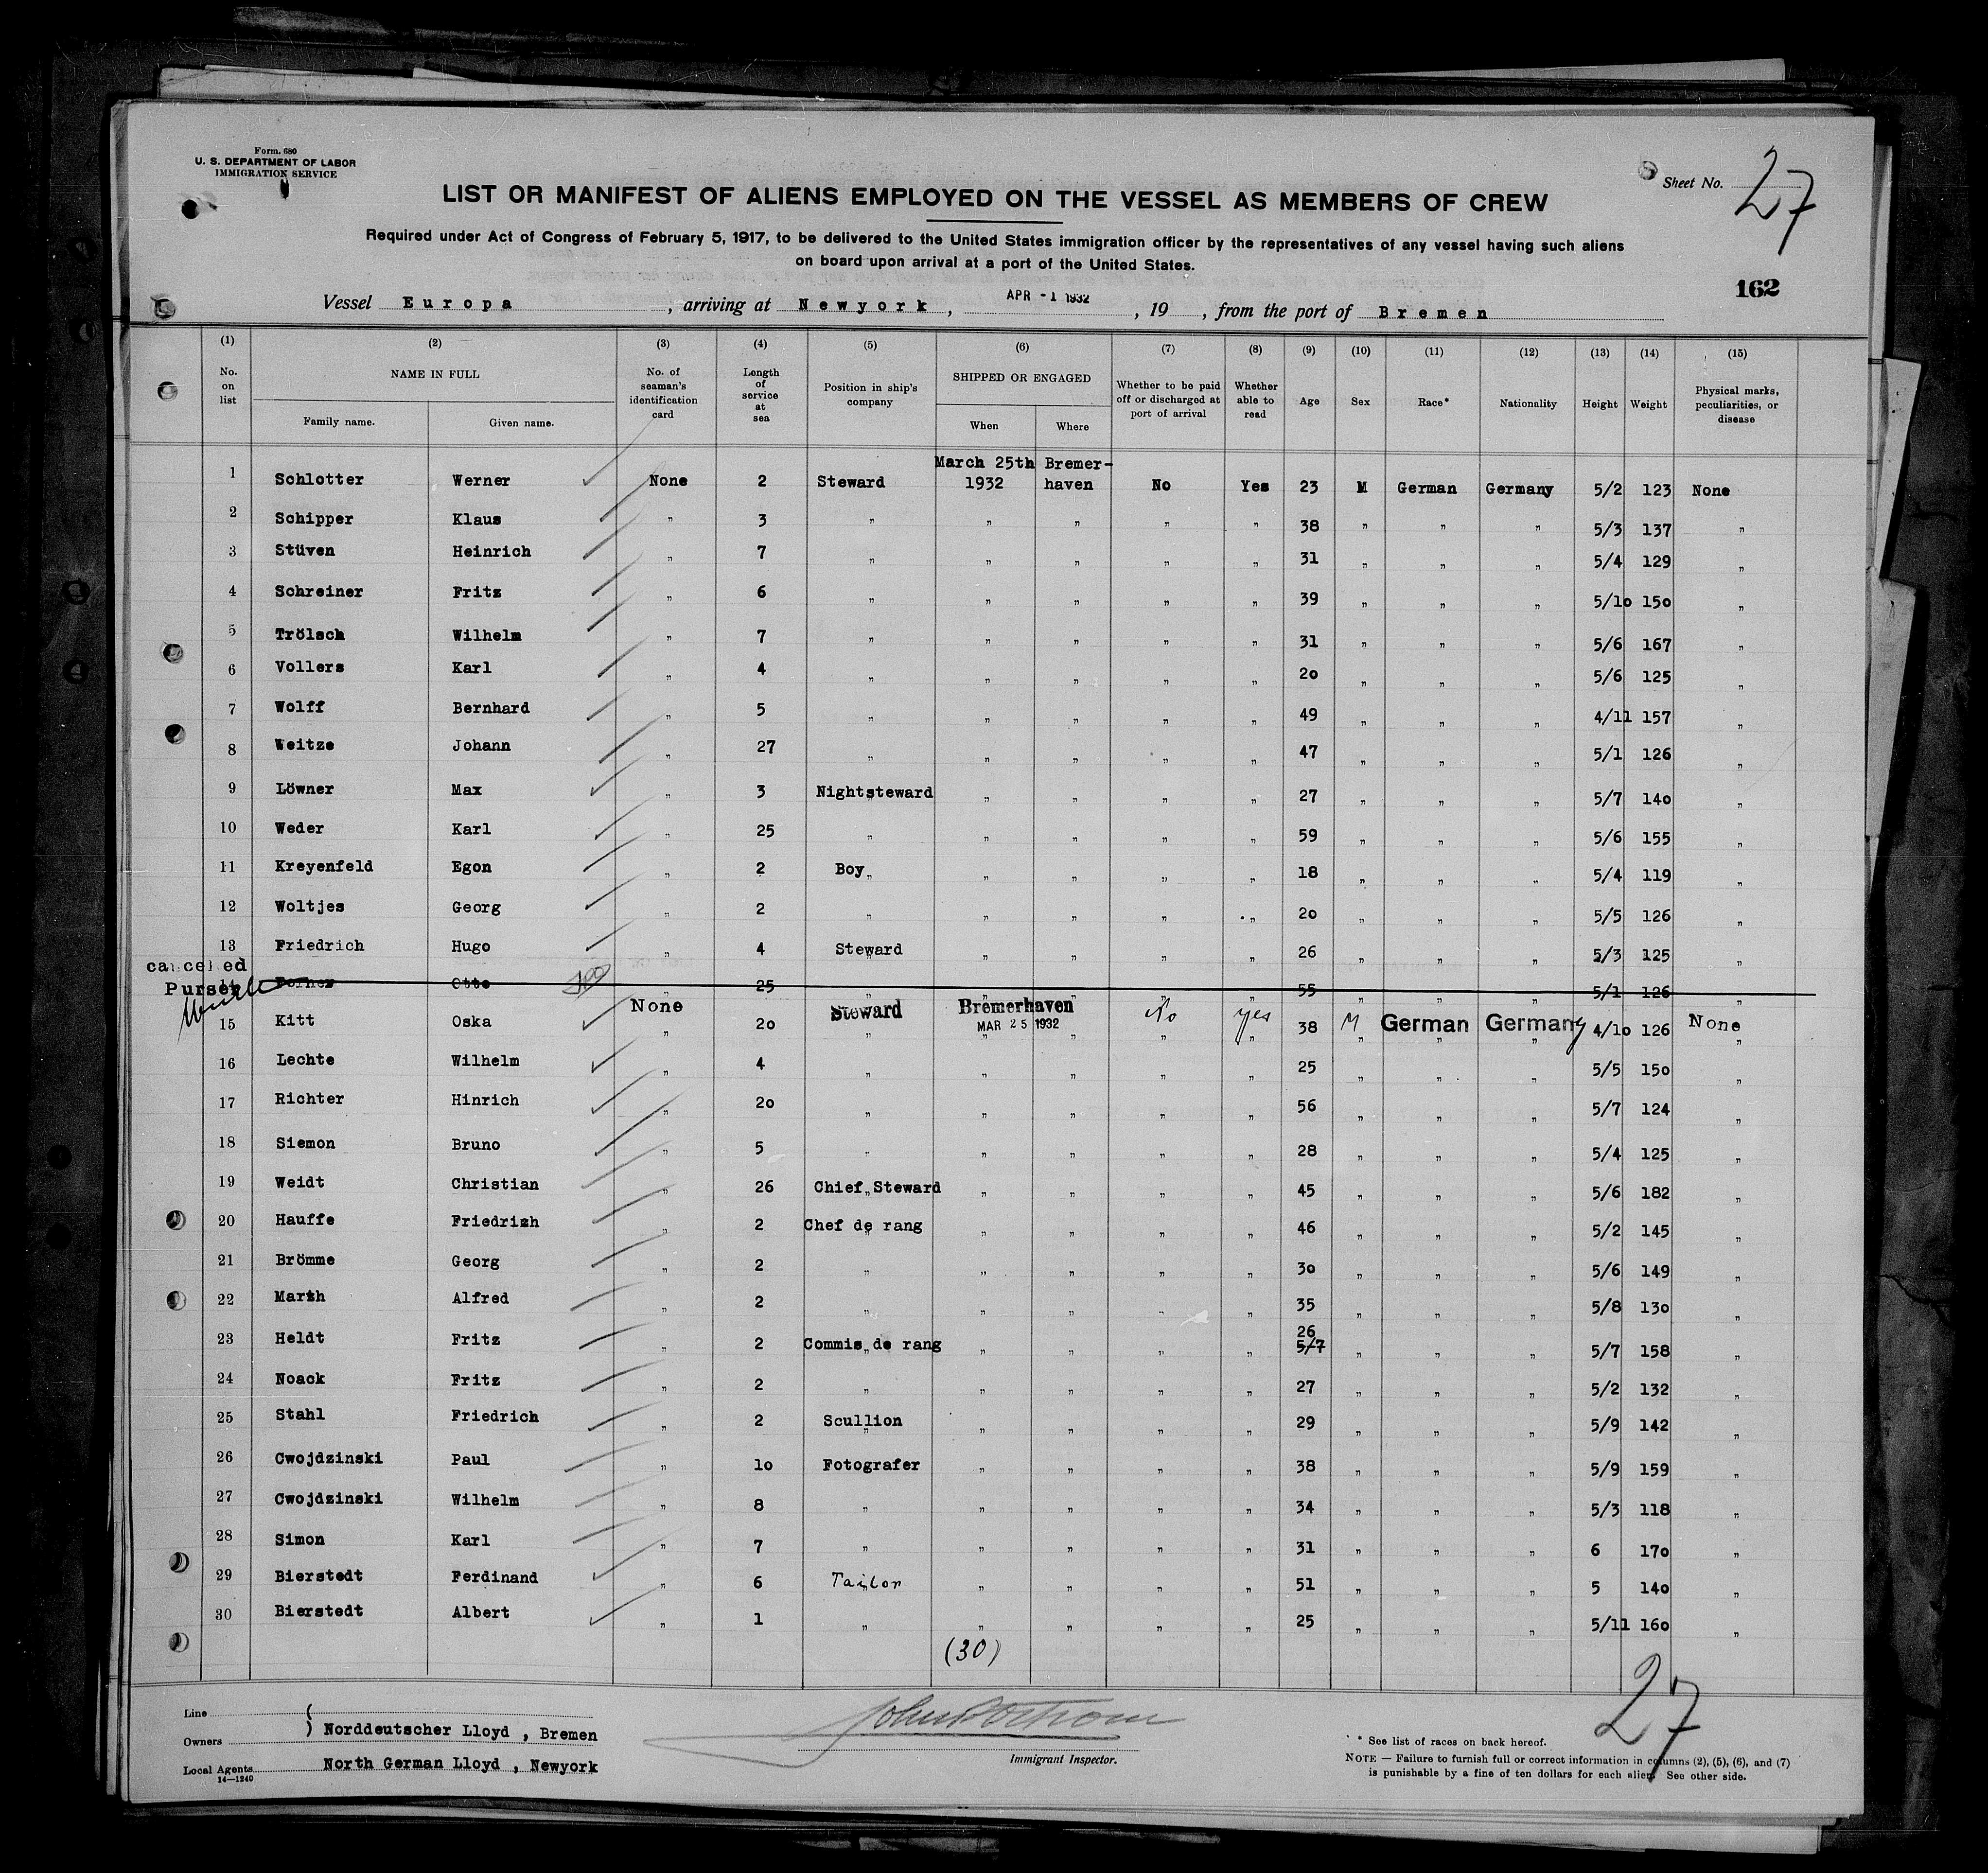 Form. 680
U. S. DEPARTMENT OF LABOR
IMMIGRATION SERVICE
Sheet No. 27
LIST OR MANIFEST OF ALIENS EMPLOYED ON THE VESSEL AS MEMBERS OF CREW
Required under Act of Congress of February 5, 1917, to be delivered to the United States immigration officer by the representatives of any vessel having such aliens
on board upon arrival at a port of the United States.
162
Vessel Europa, arriving at Newyork, APR -1 1932, 19 , from the port of Bremen
(1) (2) (3) (4) (5) (6) (7) (8) (9) (10) (11) (12) (13) (14) (15)
No. on list NAME IN FULL Family name. Given name. No. of seaman's identification card Length of service at sea Position in ship's company SHIPPED OR ENGAGED When Where Whether to be paid off or discharged at port of arrival Whether able to read Age Sex Race* Nationality Height Weight Physical marks, peculiarities, or disease
1 Schlotter Werner None 2 Steward March 25th 1932 Bremer-haven No Yes 23 M German Germany 5/2 123 None
2 Schipper Klaus " 3 " " " " " 38 " " " 5/3 137 "
3 Stüven Heinrich " 7 " " " " " 31 " " " 5/4 129 "
4 Schreiner Fritz " 6 " " " " " 39 " " " 5/10 150 "
5 Trölsch Wilhelm " 7 " " " " " 31 " " " 5/6 167 "
6 Vollers Karl " 4 " " " " " 20 " " " 5/6 125 "
7 Wolff Bernhard " 5 " " " " " 49 " " " 4/11 157 "
8 Weitze Johann " 27 " " " " " 47 " " " 5/1 126 "
9 Löwner Max " 3 Nightsteward " " " " 27 " " " 5/7 140 "
10 Weder Karl " 25 " " " " " 59 " " " 5/6 155 "
11 Kreyenfeld Egon " 2 Boy " " " " 18 " " " 5/4 119 "
12 Woltjes Georg " 2 " " " " " 20 " " " 5/5 126 "
13 Friedrich Hugo " 4 Steward " " " " 26 " " " 5/3 125 "
canceled
Purser
14 Otto " 25 " " " " " 55 " " " 5/1 126 "
15 Kitt Oska None 20 Steward Bremerhaven MAR 25 1932 No yes 38 M German Germany 4/10 126 None
16 Lechte Wilhelm " 4 " " " " " 25 " " " 5/5 150 "
17 Richter Hinrich " 20 " " " " " 56 " " " 5/7 124 "
18 Siemon Bruno " 5 " " " " " 28 " " " 5/4 125 "
19 Weidt Christian " 26 Chief Steward " " " " 45 " " " 5/6 182 "
20 Hauffe Friedrizh " 2 Chef de rang " " " " 46 " " " 5/2 145 "
21 Brömme Georg " 2 " " " " " 30 " " " 5/6 149 "
22 Marth Alfred " 2 " " " " " 35 " " " 5/8 130 "
23 Heldt Fritz " 2 Commis de rang " " " " 26 5/7 " " " 5/7 158 "
24 Noack Fritz " 2 " " " " " 27 " " " 5/2 132 "
25 Stahl Friedrich " 2 Scullion " " " " 29 " " " 5/9 142 "
26 Cwojdzinski Paul " 10 Fotografer " " " " 38 " " " 5/9 159 "
27 Cwojdzinski Wilhelm " 8 " " " " " 34 " " " 5/3 118 "
28 Simon Karl " 7 " " " " " 31 " " " 6 170 "
29 Bierstedt Ferdinand " 6 Tailor " " " " 51 " " " 5 140 "
30 Bierstedt Albert " 1 " " " " " 25 " " " 5/11 160 "
(30)
27
Line
Owners Norddeutscher Lloyd , Bremen
Local Agents North German Lloyd , Newyork
14—1240
Immigrant Inspector.
* See list of races on back hereof.
NOTE — Failure to furnish full or correct information in columns (2), (5), (6), and (7)
is punishable by a fine of ten dollars for each alien. See other side.